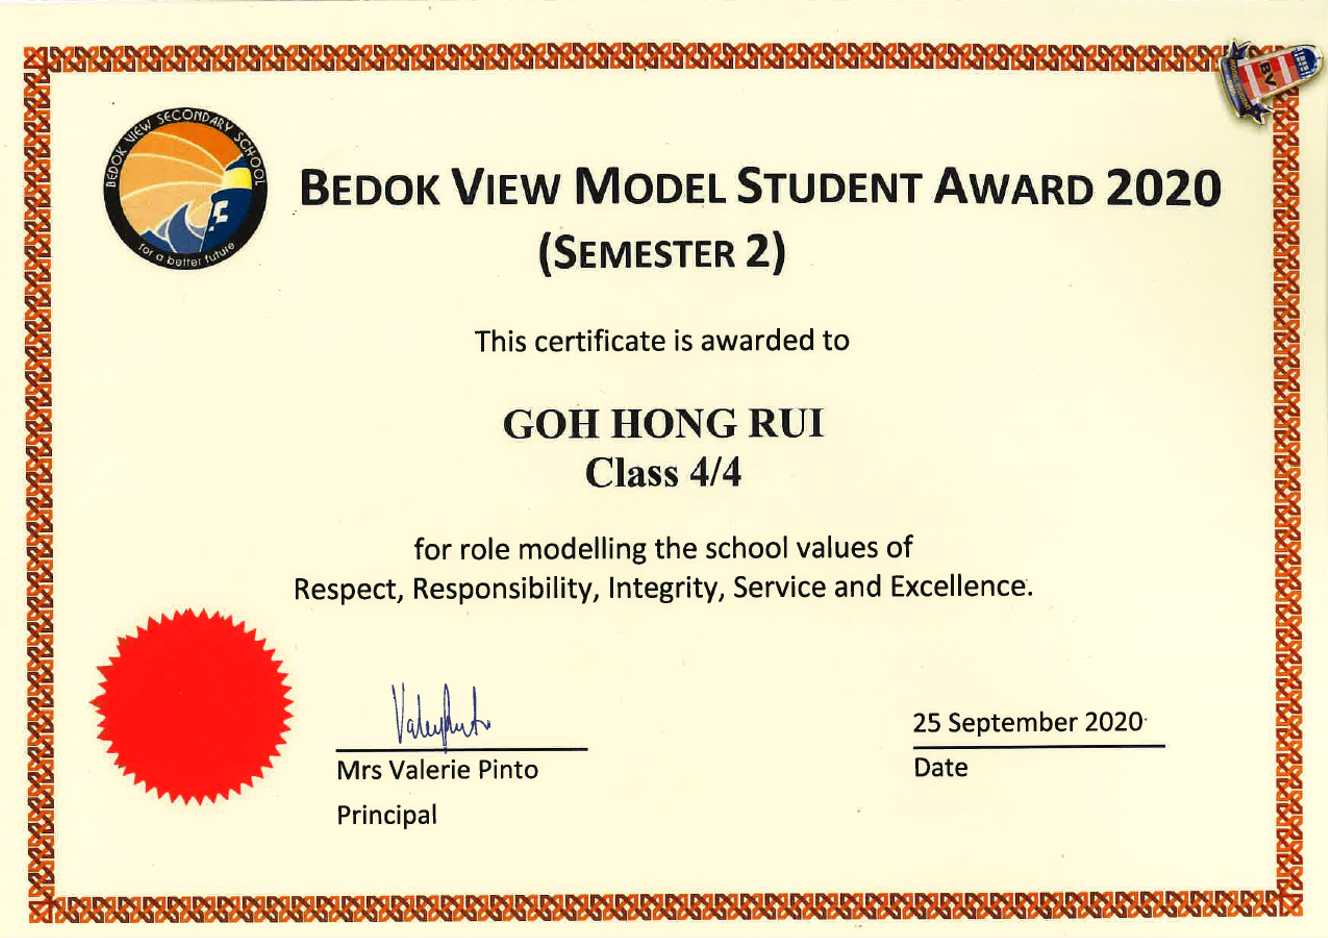 BEDOK VIEW SECONDARY SCHOOL
for a better future
BV
BEDOK VIEW MODEL STUDENT AWARD 2020
(SEMESTER 2)
This certificate is awarded to
GOH HONG RUI
Class 4/4
for role modelling the school values of
Respect, Responsibility, Integrity, Service and Excellence.
25 September 2020
Mrs Valerie Pinto
Date
Principal